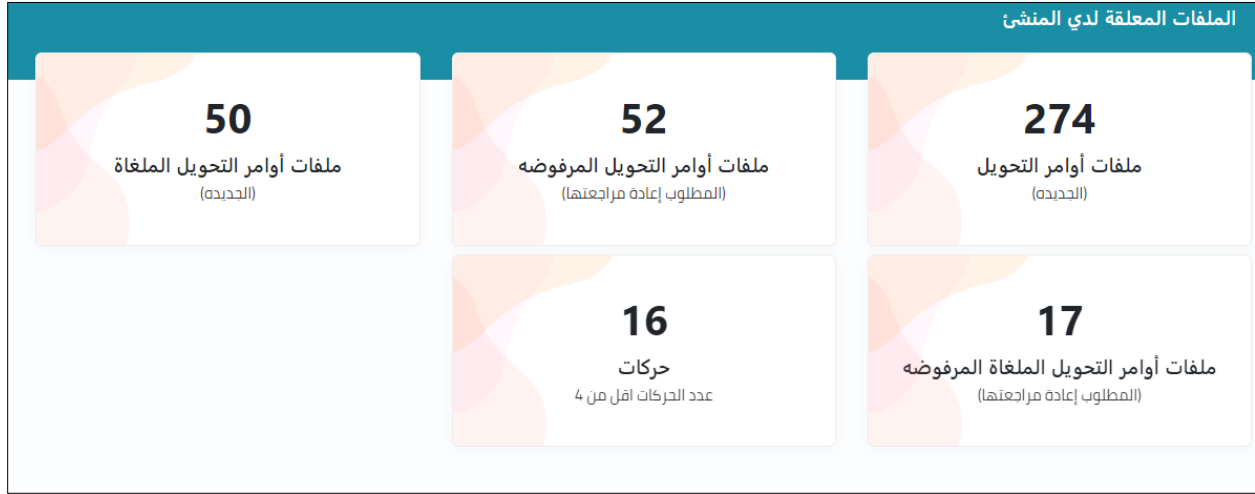 الملفات المعلقة لدي المنشئ
274
ملفات أوامر التحويل
(الجديده)
52
ملفات أوامر التحويل المرفوضه
(المطلوب إعادة مراجعتها)
50
ملفات أوامر التحويل الملغاة
(الجديده)
17
ملفات أوامر التحويل الملغاة المرفوضه
(المطلوب إعادة مراجعتها)
16
حركات
عدد الحركات اقل من 4